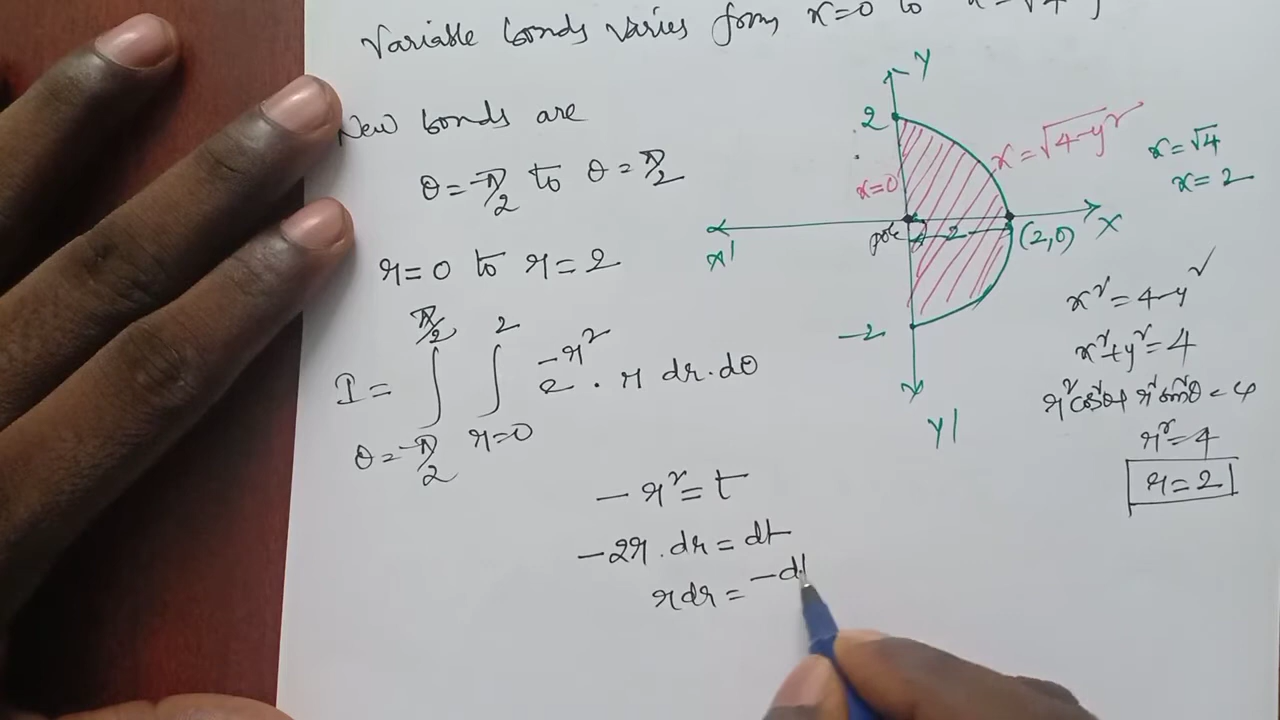 Variable bonds varies from x=0 to x=√4-y
New bonds are
θ=-π/2 to θ=π/2
r=0 to r=2
I= ∫_{θ=-π/2}^{π/2} ∫_{r=0}^{2} e^{-r²} . r dr.dθ
-r²=t
-2r.dr=dt
rdr=-dt
Y
2
x=√4-y²
x=0
pole
2
(2,0)
X
X|
-2
Y|
x=√4
x=2
x²=4-y²
x²+y²=4
r²cos²θ+r²sin²θ=4
r²=4
r=2